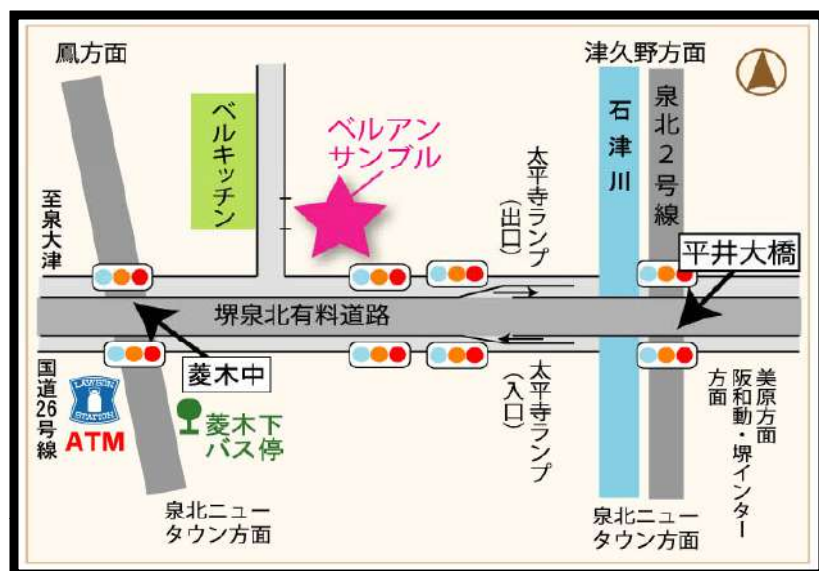 鳳方面
津久野方面
ベルキッチン
ベルアン
サンブル
太平寺ランプ
(出口)
石津川
泉北2号線
平井大橋
至泉大津
堺泉北有料道路
国道26号線
菱木中
LAWSON
STATION
ATM
菱木下
バス停
太平寺ランプ
(入口)
美原方面
阪和動・堺インター
方面
泉北ニュー
タウン方面
泉北ニュー
タウン方面